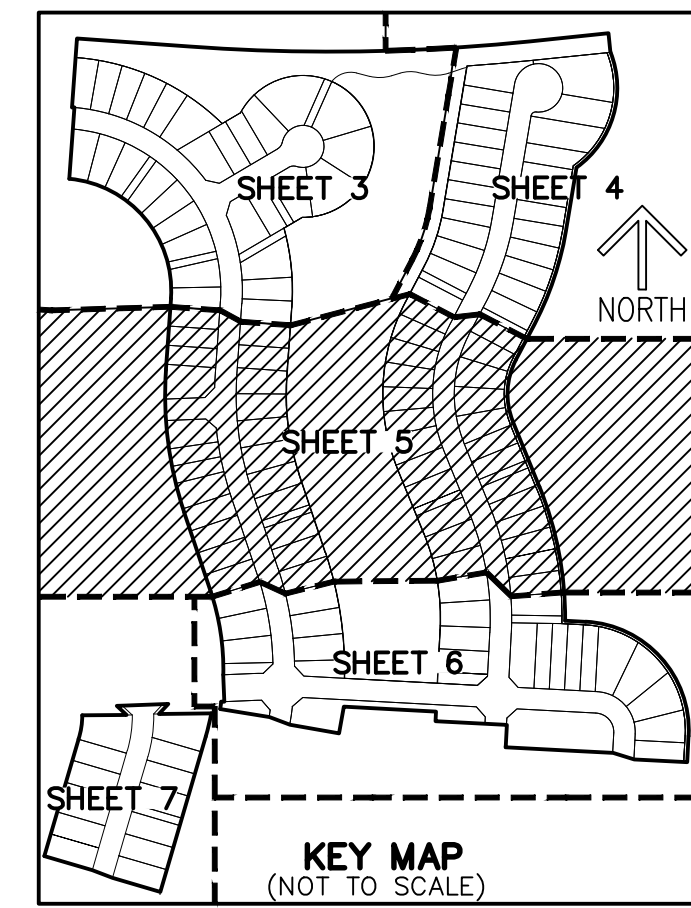 SHEET 3
SHEET 4
NORTH
SHEET 5
SHEET 6
SHEET 7
KEY MAP
(NOT TO SCALE)